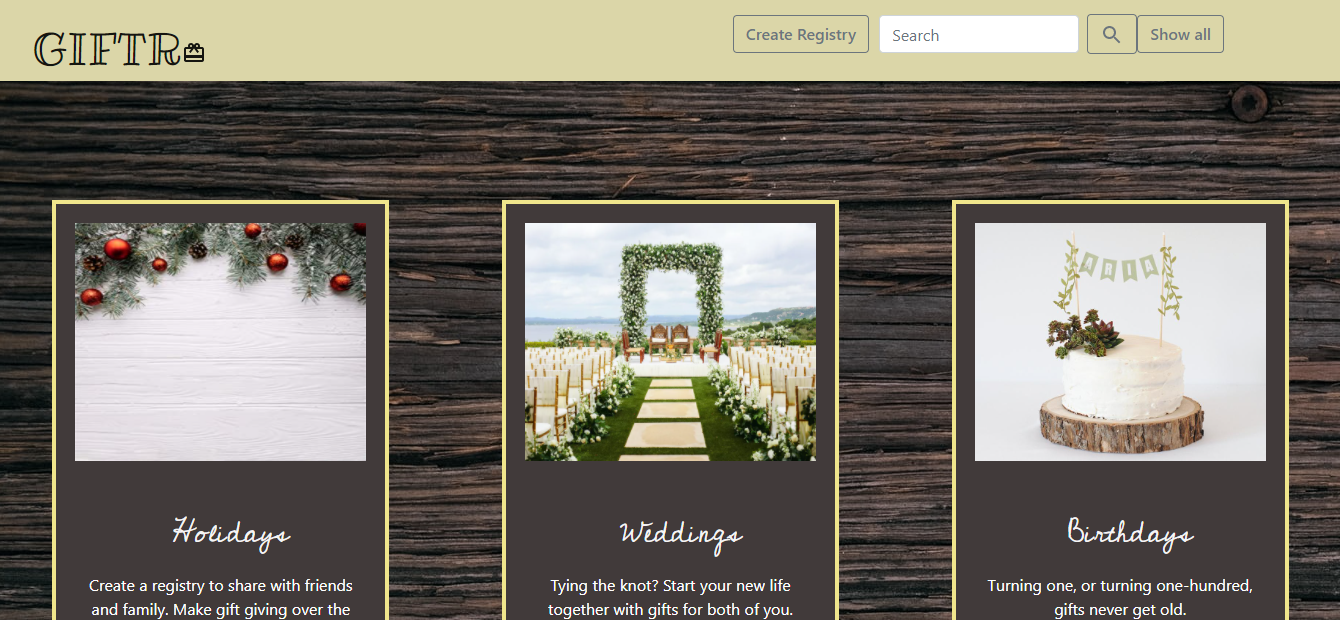 GIFTR
Create Registry
Search
Show all
Holidays
Create a registry to share with friends
and family. Make gift giving over the
Weddings
Tying the knot? Start your new life
together with gifts for both of you.
Birthdays
Turning one, or turning one-hundred,
gifts never get old.